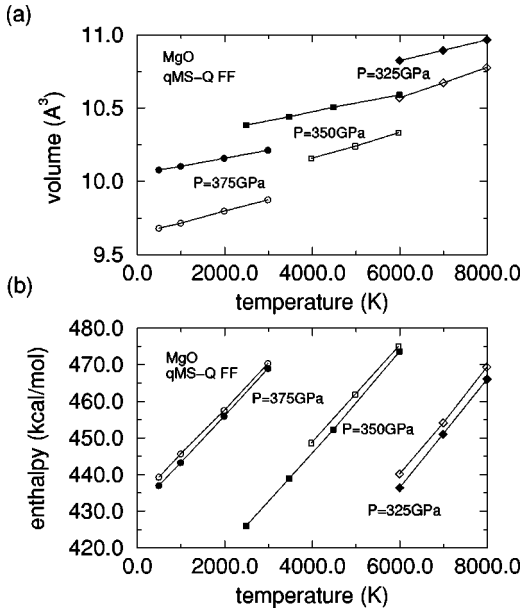 (a)
11.0
MgO
qMS-Q FF
P=325GPa
10.5
P=350GPa
volume (A³)
10.0
P=375GPa
9.5
0.0 2000.0 4000.0 6000.0 8000.0
temperature (K)
(b)
480.0
MgO
qMS-Q FF
470.0
P=375GPa
460.0
enthalpy (kcal/mol)
450.0
P=350GPa
440.0
430.0
P=325GPa
420.0
0.0 2000.0 4000.0 6000.0 8000.0
temperature (K)